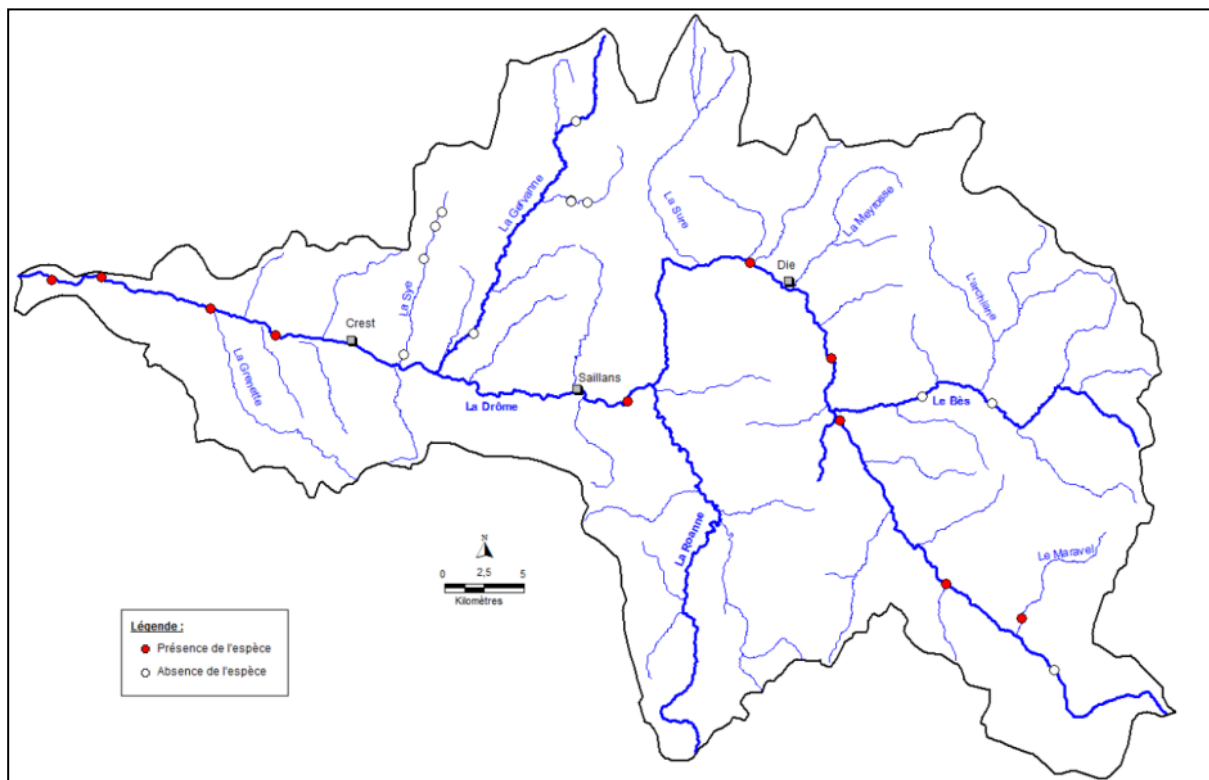 La Gervanne
La Sure
La Meyrosse
Die
L'archiane
La Sye
Crest
La Grenette
Saillans
La Drôme
Le Bès
La Roanne
Le Maravel
N
0 2,5 5
Kilomètres
Légende :
Présence de l'espèce
Absence de l'espèce